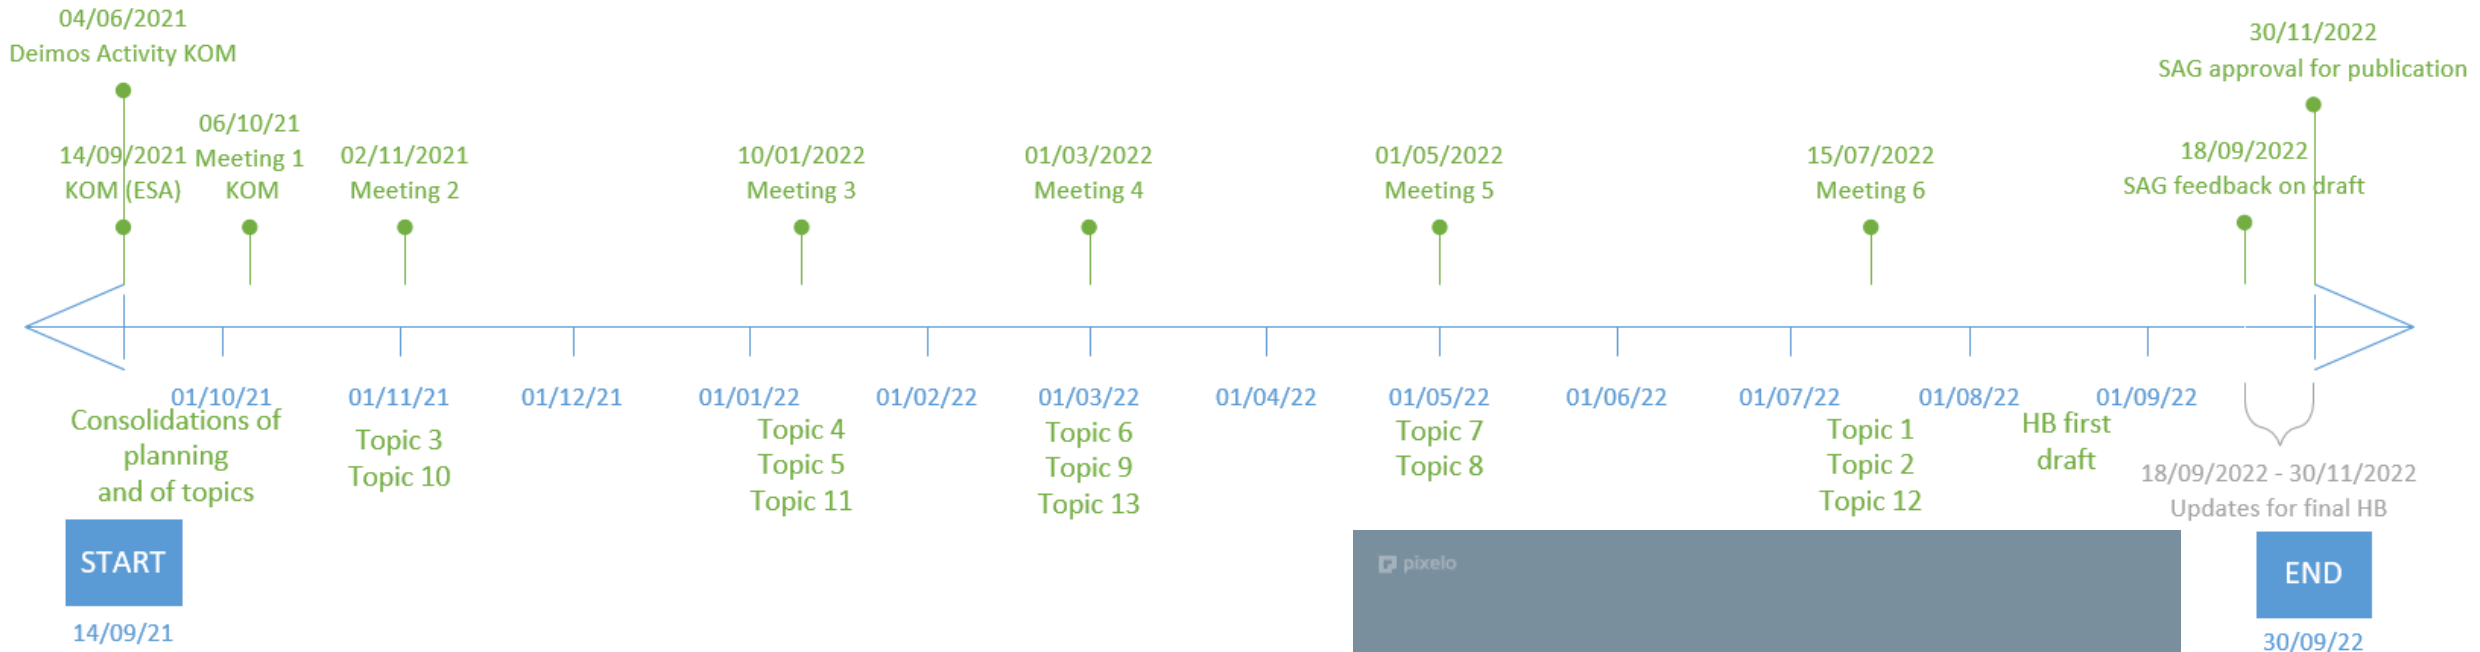 04/06/2021
Deimos Activity KOM
14/09/2021
KOM (ESA)
06/10/21
Meeting 1
KOM
02/11/2021
Meeting 2
10/01/2022
Meeting 3
01/03/2022
Meeting 4
01/05/2022
Meeting 5
15/07/2022
Meeting 6
18/09/2022
SAG feedback on draft
30/11/2022
SAG approval for publication
01/10/21
01/11/21
01/12/21
01/01/22
01/02/22
01/03/22
01/04/22
01/05/22
01/06/22
01/07/22
01/08/22
01/09/22
Consolidations of
planning
and of topics
Topic 3
Topic 10
Topic 4
Topic 5
Topic 11
Topic 6
Topic 9
Topic 13
Topic 7
Topic 8
Topic 1
Topic 2
Topic 12
HB first
draft
18/09/2022 - 30/11/2022
Updates for final HB
START
14/09/21
pixelo
END
30/09/22